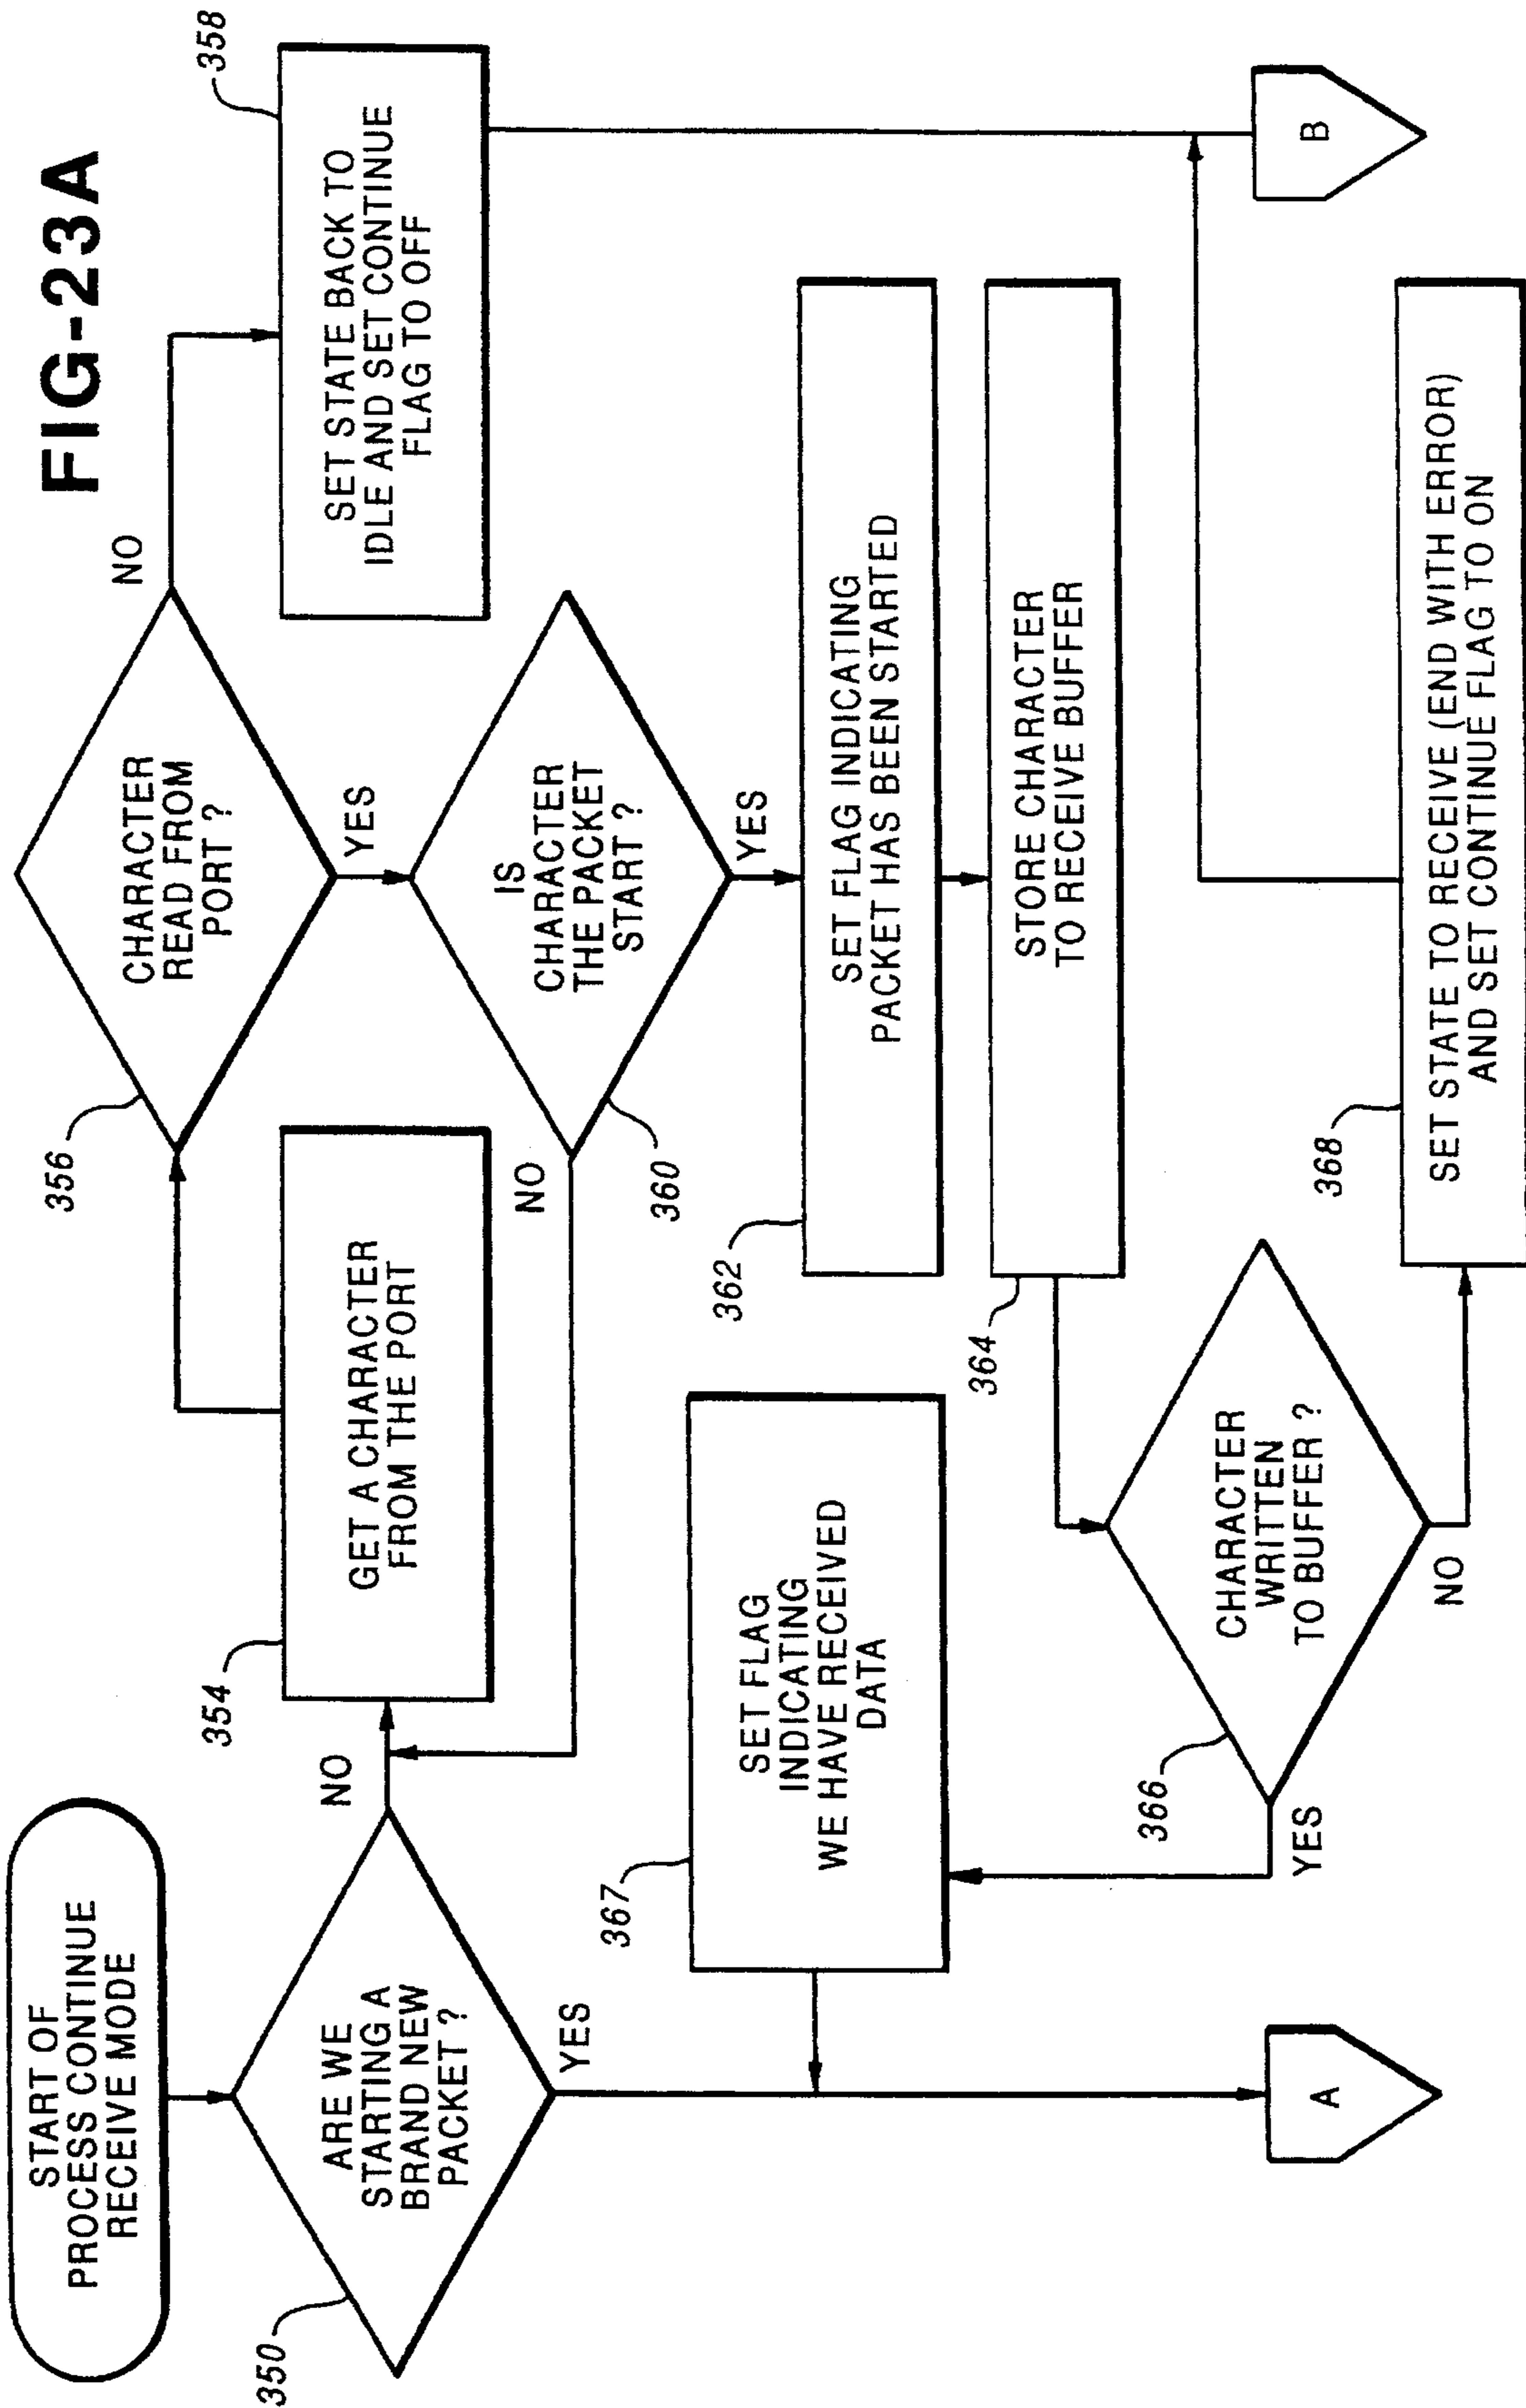 FIG-23A
START OF
PROCESS CONTINUE
RECEIVE MODE
350
ARE WE
STARTING A
BRAND NEW
PACKET ?
NO
YES
354
GET A CHARACTER
FROM THE PORT
356
CHARACTER
READ FROM
PORT ?
NO
YES
358
SET STATE BACK TO
IDLE AND SET CONTINUE
FLAG TO OFF
360
IS
CHARACTER
THE PACKET
START ?
NO
YES
362
SET FLAG INDICATING
PACKET HAS BEEN STARTED
364
STORE CHARACTER
TO RECEIVE BUFFER
366
CHARACTER
WRITTEN
TO BUFFER ?
YES
NO
367
SET FLAG
INDICATING
WE HAVE RECEIVED
DATA
368
SET STATE TO RECEIVE (END WITH ERROR)
AND SET CONTINUE FLAG TO ON
A
B